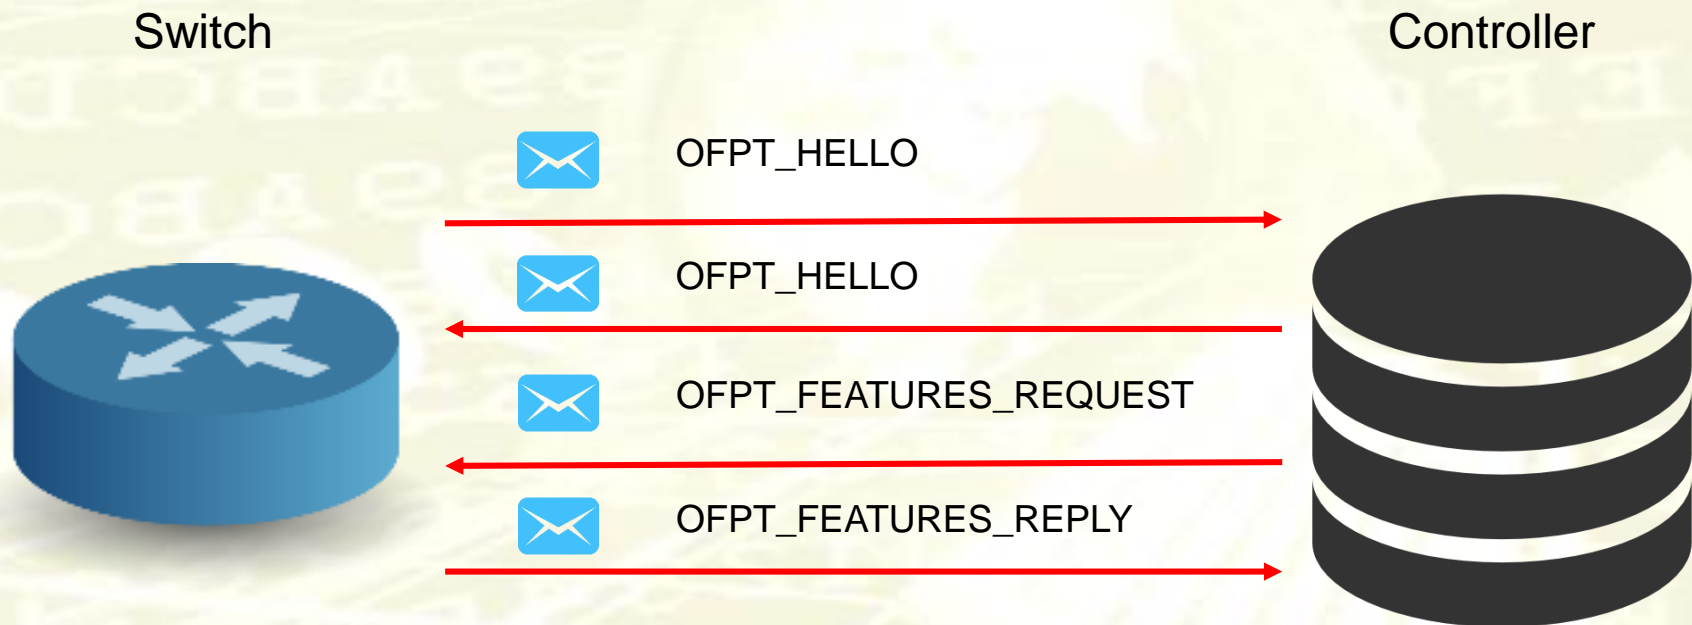 Switch
Controller
OFPT_HELLO
OFPT_HELLO
OFPT_FEATURES_REQUEST
OFPT_FEATURES_REPLY